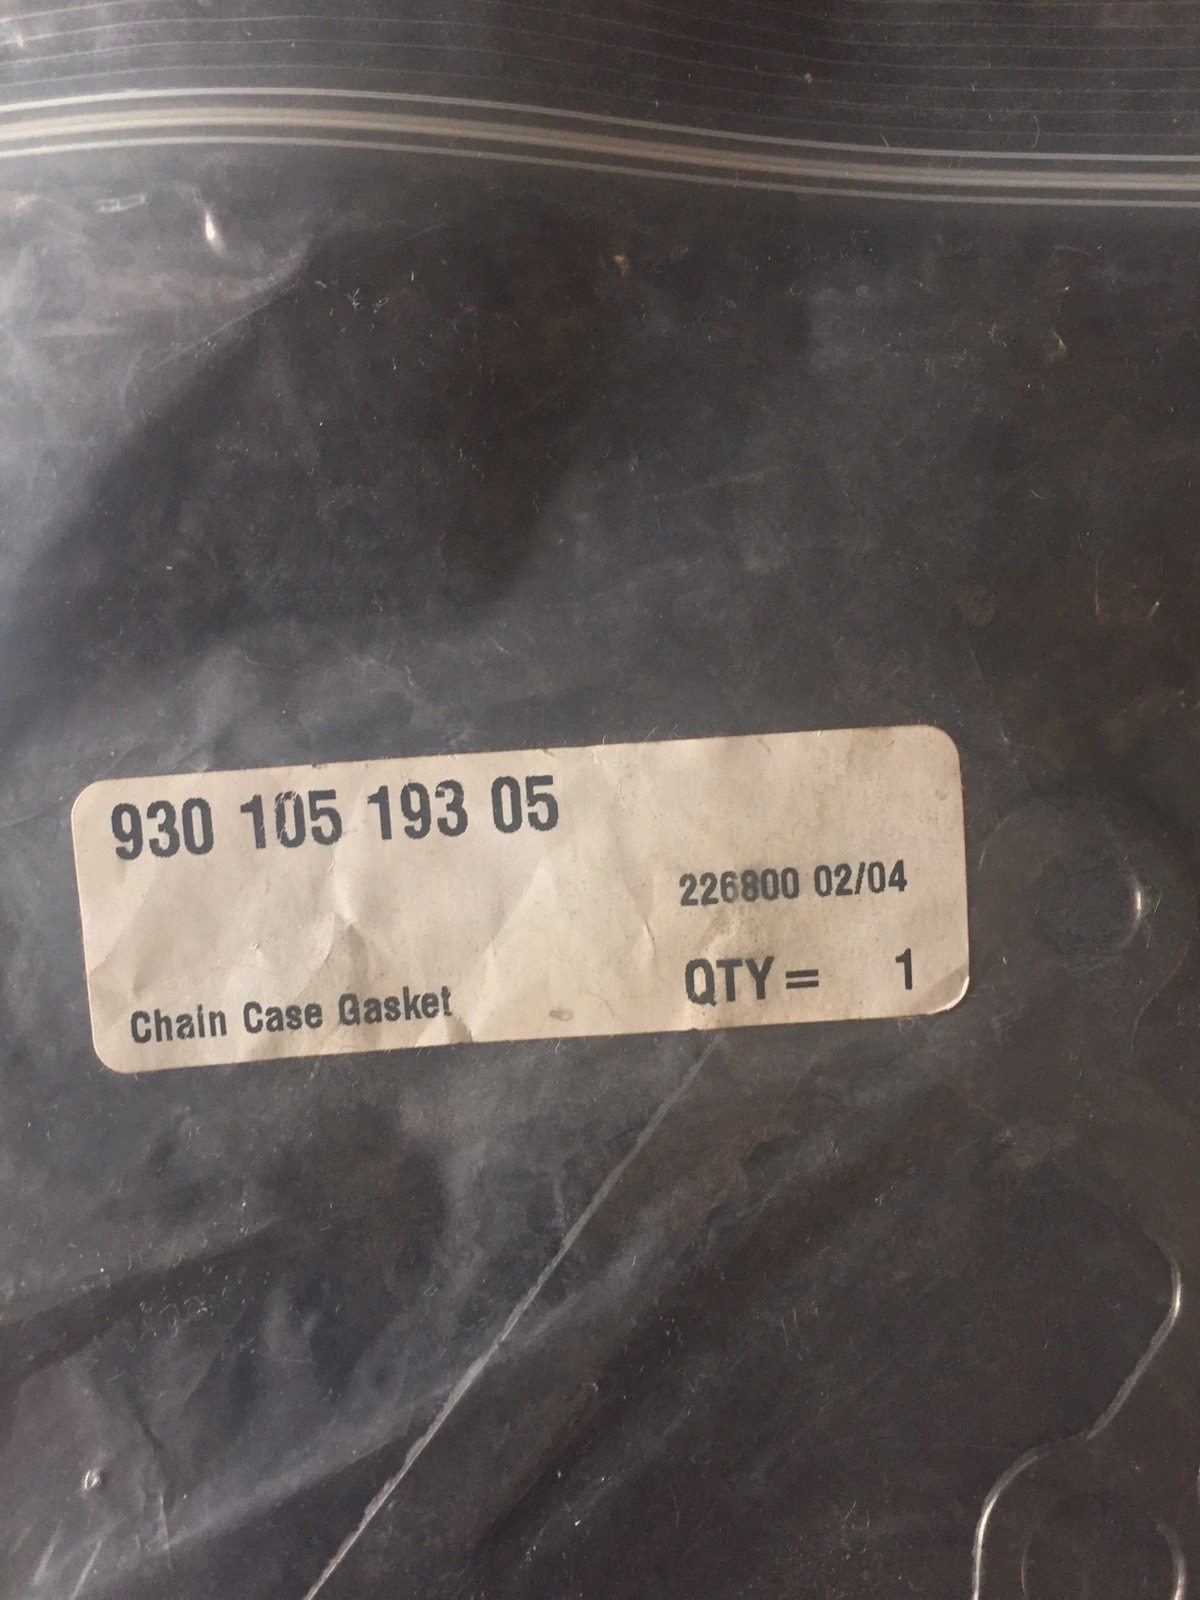 930 105 193 05
226800 02/04
QTY = 1
Chain Case Gasket